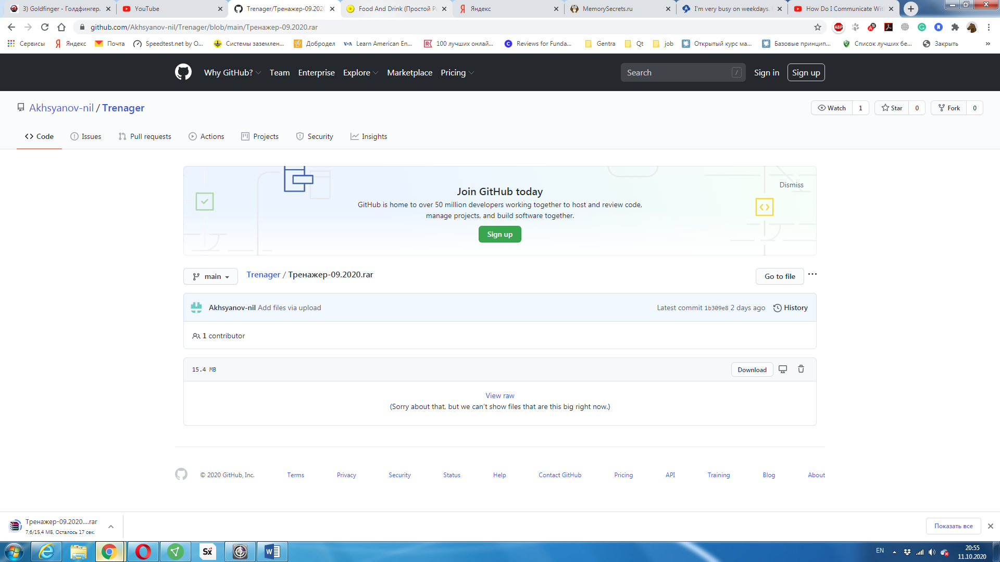 3) Goldfinger - Голдфингер.
YouTube
Trenager/Тренажер-09.2020
Food And Drink (Простой Р
Яндекс
MemorySecrets.ru
I'm very busy on weekdays.
How Do I Communicate Wit
github.com/Akhsyanov-nil/Trenager/blob/main/Тренажер-09.2020.rar
ABP
Сервисы
Яндекс
Почта
Speedtest.net by O...
Системы заземлен...
Добродел
VOA
Learn American En...
100 лучших онлай...
Reviews for Funda...
Gentra
Qt
job
Открытый курс ма...
Базовые принцип...
Список лучших бе...
Закрыть
»
Why GitHub?
Team
Enterprise
Explore
Marketplace
Pricing
Search
/
Sign in
Sign up
Akhsyanov-nil / Trenager
Watch 1
Star 0
Fork 0
Code
Issues
Pull requests
Actions
Projects
Security
Insights
Dismiss
Join GitHub today
GitHub is home to over 50 million developers working together to host and review code,
manage projects, and build software together.
Sign up
main
Trenager / Тренажер-09.2020.rar
Go to file
...
Akhsyanov-nil Add files via upload
Latest commit 1b309e8 2 days ago
History
1 contributor
15.4 MB
Download
View raw
(Sorry about that, but we can't show files that are this big right now.)
© 2020 GitHub, Inc.
Terms
Privacy
Security
Status
Help
Contact GitHub
Pricing
API
Training
Blog
About
Тренажер-09.2020....rar
7,6/15,4 МБ, Осталось 17 сек.
Показать все
Sx
W
EN
20:55
11.10.2020